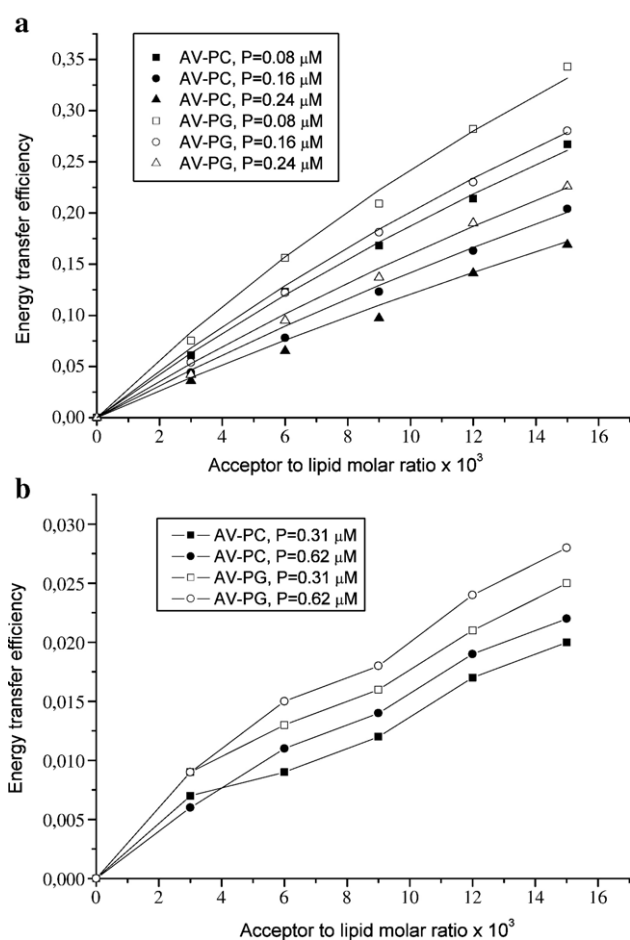 a
0,35
0,30
0,25
0,20
0,15
0,10
0,05
0,00
Energy transfer efficiency
AV-PC, P=0.08 μM
AV-PC, P=0.16 μM
AV-PC, P=0.24 μM
AV-PG, P=0.08 μM
AV-PG, P=0.16 μM
AV-PG, P=0.24 μM
0 2 4 6 8 10 12 14 16
Acceptor to lipid molar ratio x 10³
b
0,030
0,025
0,020
0,015
0,010
0,005
0,000
Energy transfer efficiency
AV-PC, P=0.31 μM
AV-PC, P=0.62 μM
AV-PG, P=0.31 μM
AV-PG, P=0.62 μM
0 2 4 6 8 10 12 14 16
Acceptor to lipid molar ratio x 10³